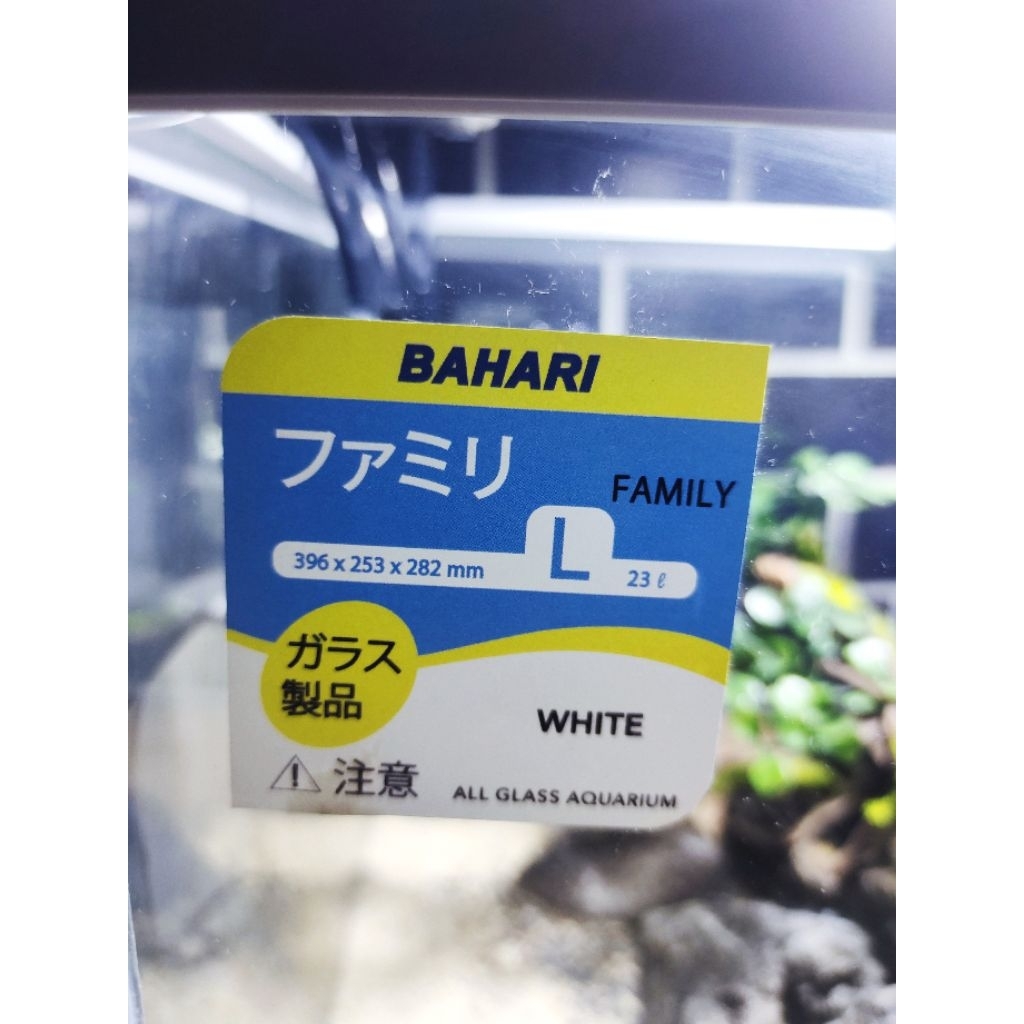 BAHARI
ファミリ
FAMILY
396 x 253 x 282 mm
L
23 ℓ
ガラス
製品
WHITE
注意
ALL GLASS AQUARIUM